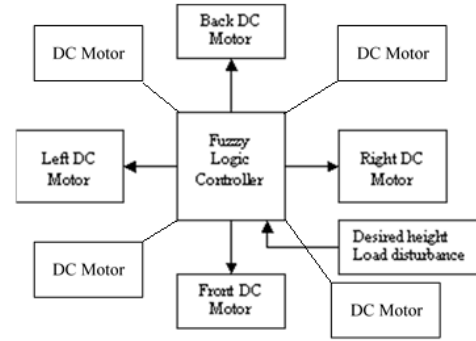 Back DC
Motor
DC Motor
DC Motor
Fuzzy
Logic
Controller
Left DC
Motor
Right DC
Motor
Desired height
Load disturbance
DC Motor
Front DC
Motor
DC Motor